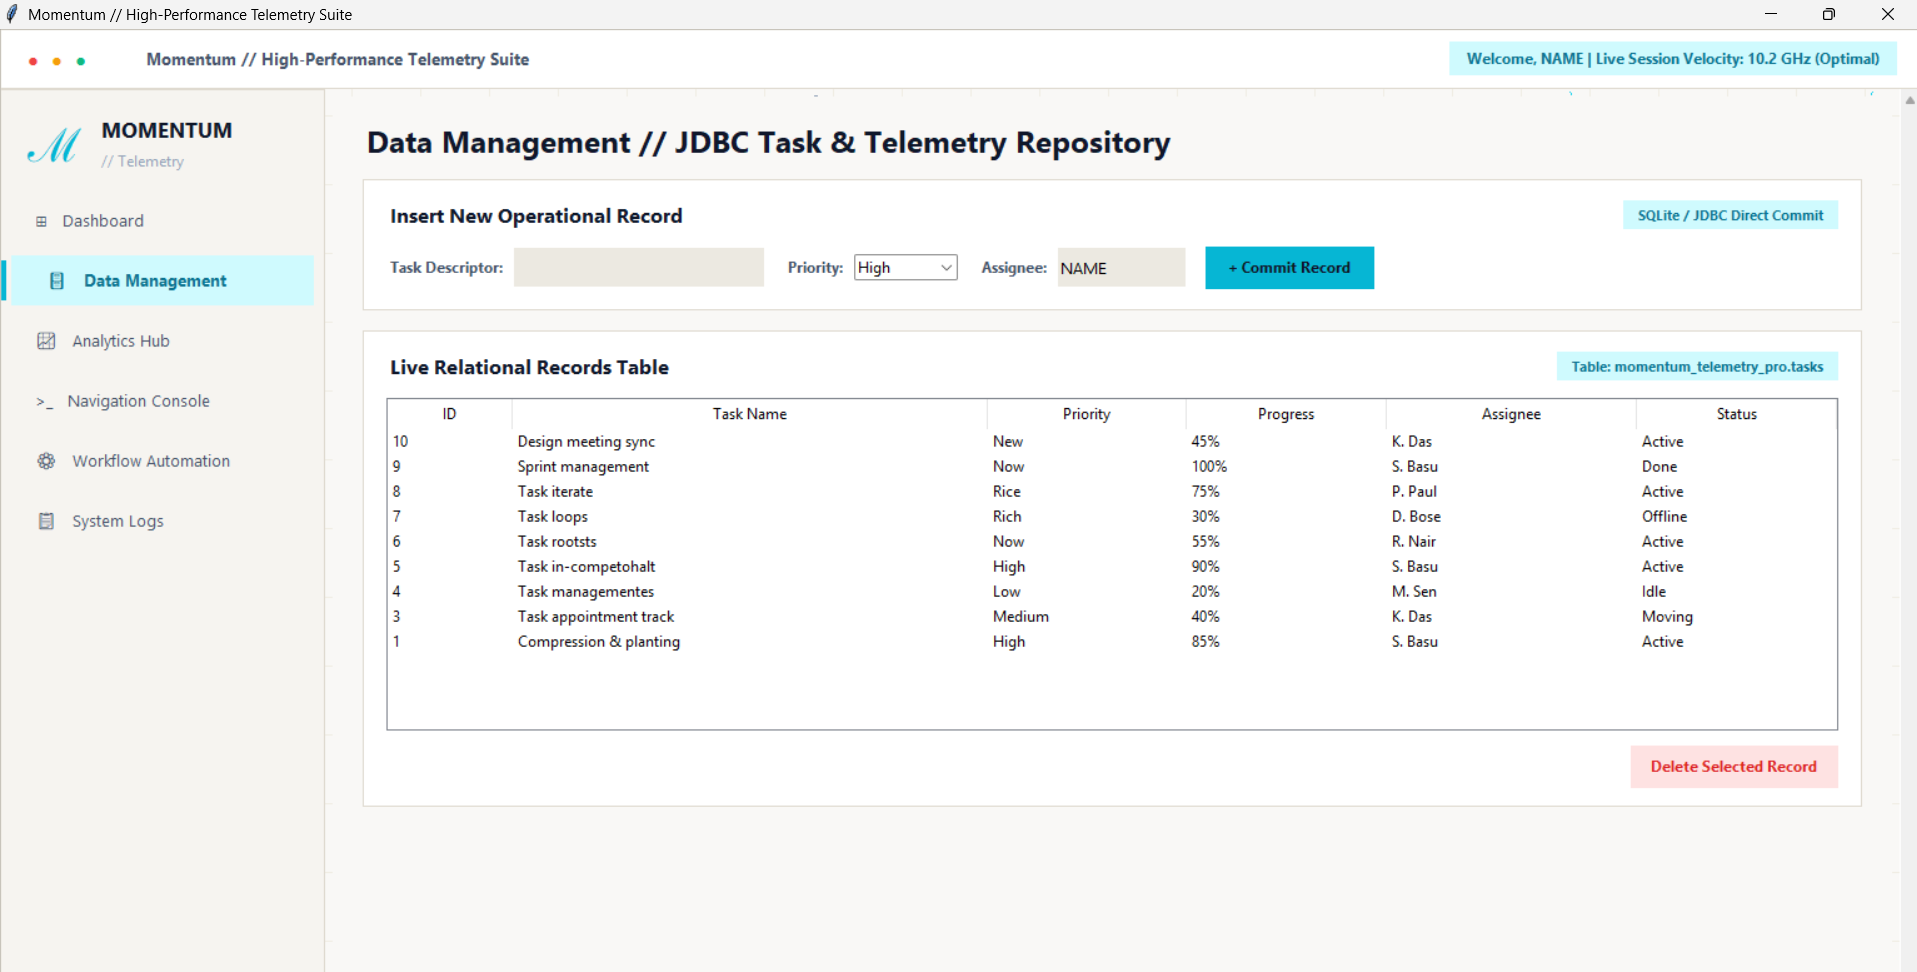 Momentum // High-Performance Telemetry Suite
Momentum // High-Performance Telemetry Suite
Welcome, NAME | Live Session Velocity: 10.2 GHz (Optimal)
M
MOMENTUM
// Telemetry
Dashboard
Data Management
Analytics Hub
>_ Navigation Console
Workflow Automation
System Logs
Data Management // JDBC Task & Telemetry Repository
Insert New Operational Record
SQLite / JDBC Direct Commit
Task Descriptor: Priority: High Assignee: NAME + Commit Record
Live Relational Records Table
Table: momentum_telemetry_pro.tasks
ID Task Name Priority Progress Assignee Status
10 Design meeting sync New 45% K. Das Active
9 Sprint management Now 100% S. Basu Done
8 Task iterate Rice 75% P. Paul Active
7 Task loops Rich 30% D. Bose Offline
6 Task rootsts Now 55% R. Nair Active
5 Task in-competohalt High 90% S. Basu Active
4 Task managementes Low 20% M. Sen Idle
3 Task appointment track Medium 40% K. Das Moving
1 Compression & planting High 85% S. Basu Active
Delete Selected Record